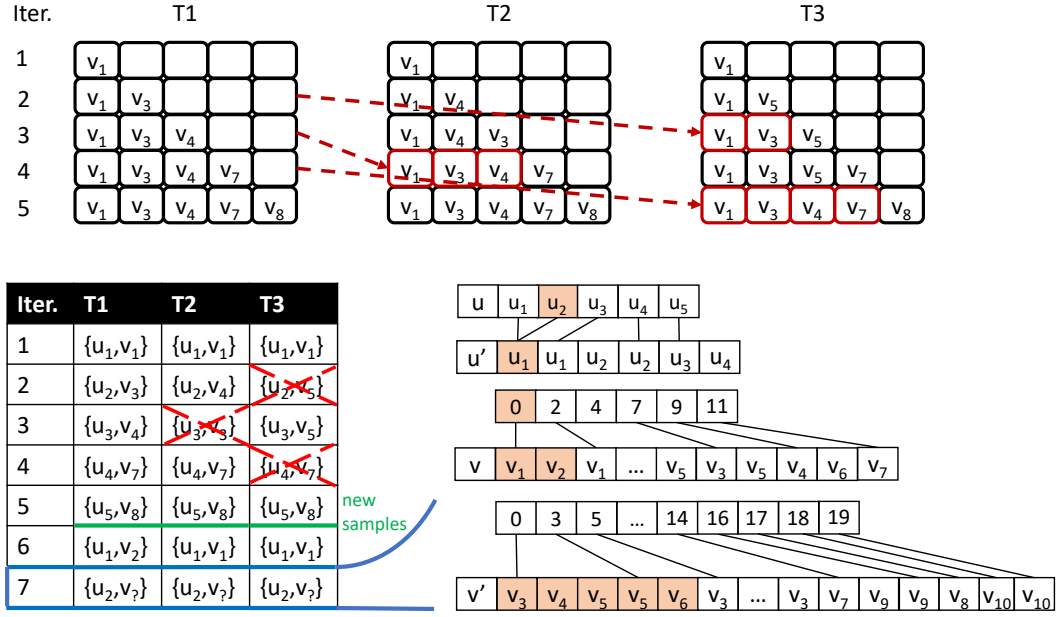 Iter. T1 T2 T3
1 v1 v1 v1
2 v1 v3 v1 v4 v1 v5
3 v1 v3 v4 v1 v4 v3 v1 v3 v5
4 v1 v3 v4 v7 v1 v3 v4 v7 v1 v3 v5 v7
5 v1 v3 v4 v7 v8 v1 v3 v4 v7 v8 v1 v3 v4 v7 v8
Iter. T1 T2 T3
1 {u1,v1} {u1,v1} {u1,v1}
2 {u2,v3} {u2,v4} {u2,v5}
3 {u3,v4} {u3,v3} {u3,v5}
4 {u4,v7} {u4,v7} {u4,v7}
5 {u5,v8} {u5,v8} {u5,v8}
6 {u1,v2} {u1,v1} {u1,v1}
7 {u2,v?} {u2,v?} {u2,v?}
new
samples
u u1 u2 u3 u4 u5
u’ u1 u1 u2 u2 u3 u4
0 2 4 7 9 11
v v1 v2 v1 ... v5 v3 v5 v4 v6 v7
0 3 5 ... 14 16 17 18 19
v’ v3 v4 v5 v5 v6 v3 ... v3 v7 v9 v9 v8 v10 v10